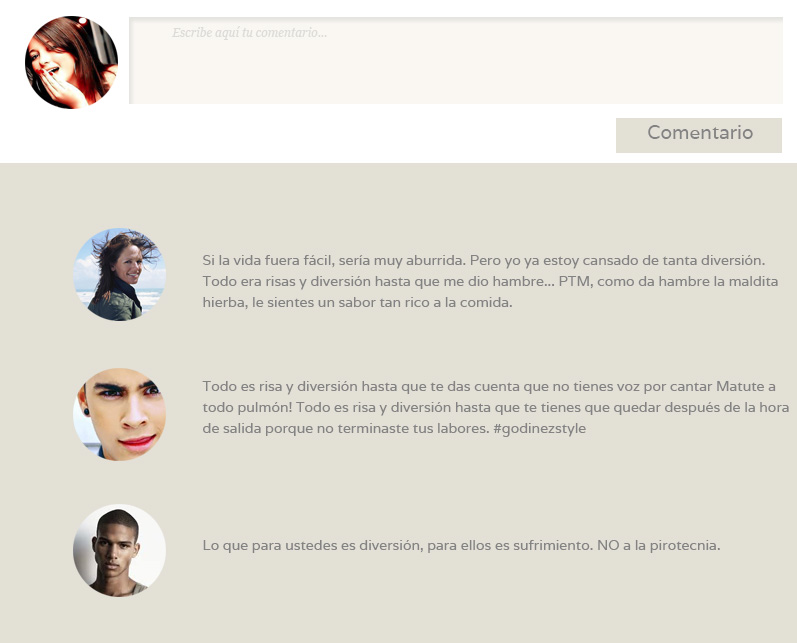 Escribe aquí tu comentario...
Comentario
Si la vida fuera fácil, sería muy aburrida. Pero yo ya estoy cansado de tanta diversión.
Todo era risas y diversión hasta que me dio hambre... PTM, como da hambre la maldita
hierba, le sientes un sabor tan rico a la comida.
Todo es risa y diversión hasta que te das cuenta que no tienes voz por cantar Matute a
todo pulmón! Todo es risa y diversión hasta que te tienes que quedar después de la hora
de salida porque no terminaste tus labores. #godinezstyle
Lo que para ustedes es diversión, para ellos es sufrimiento. NO a la pirotecnia.